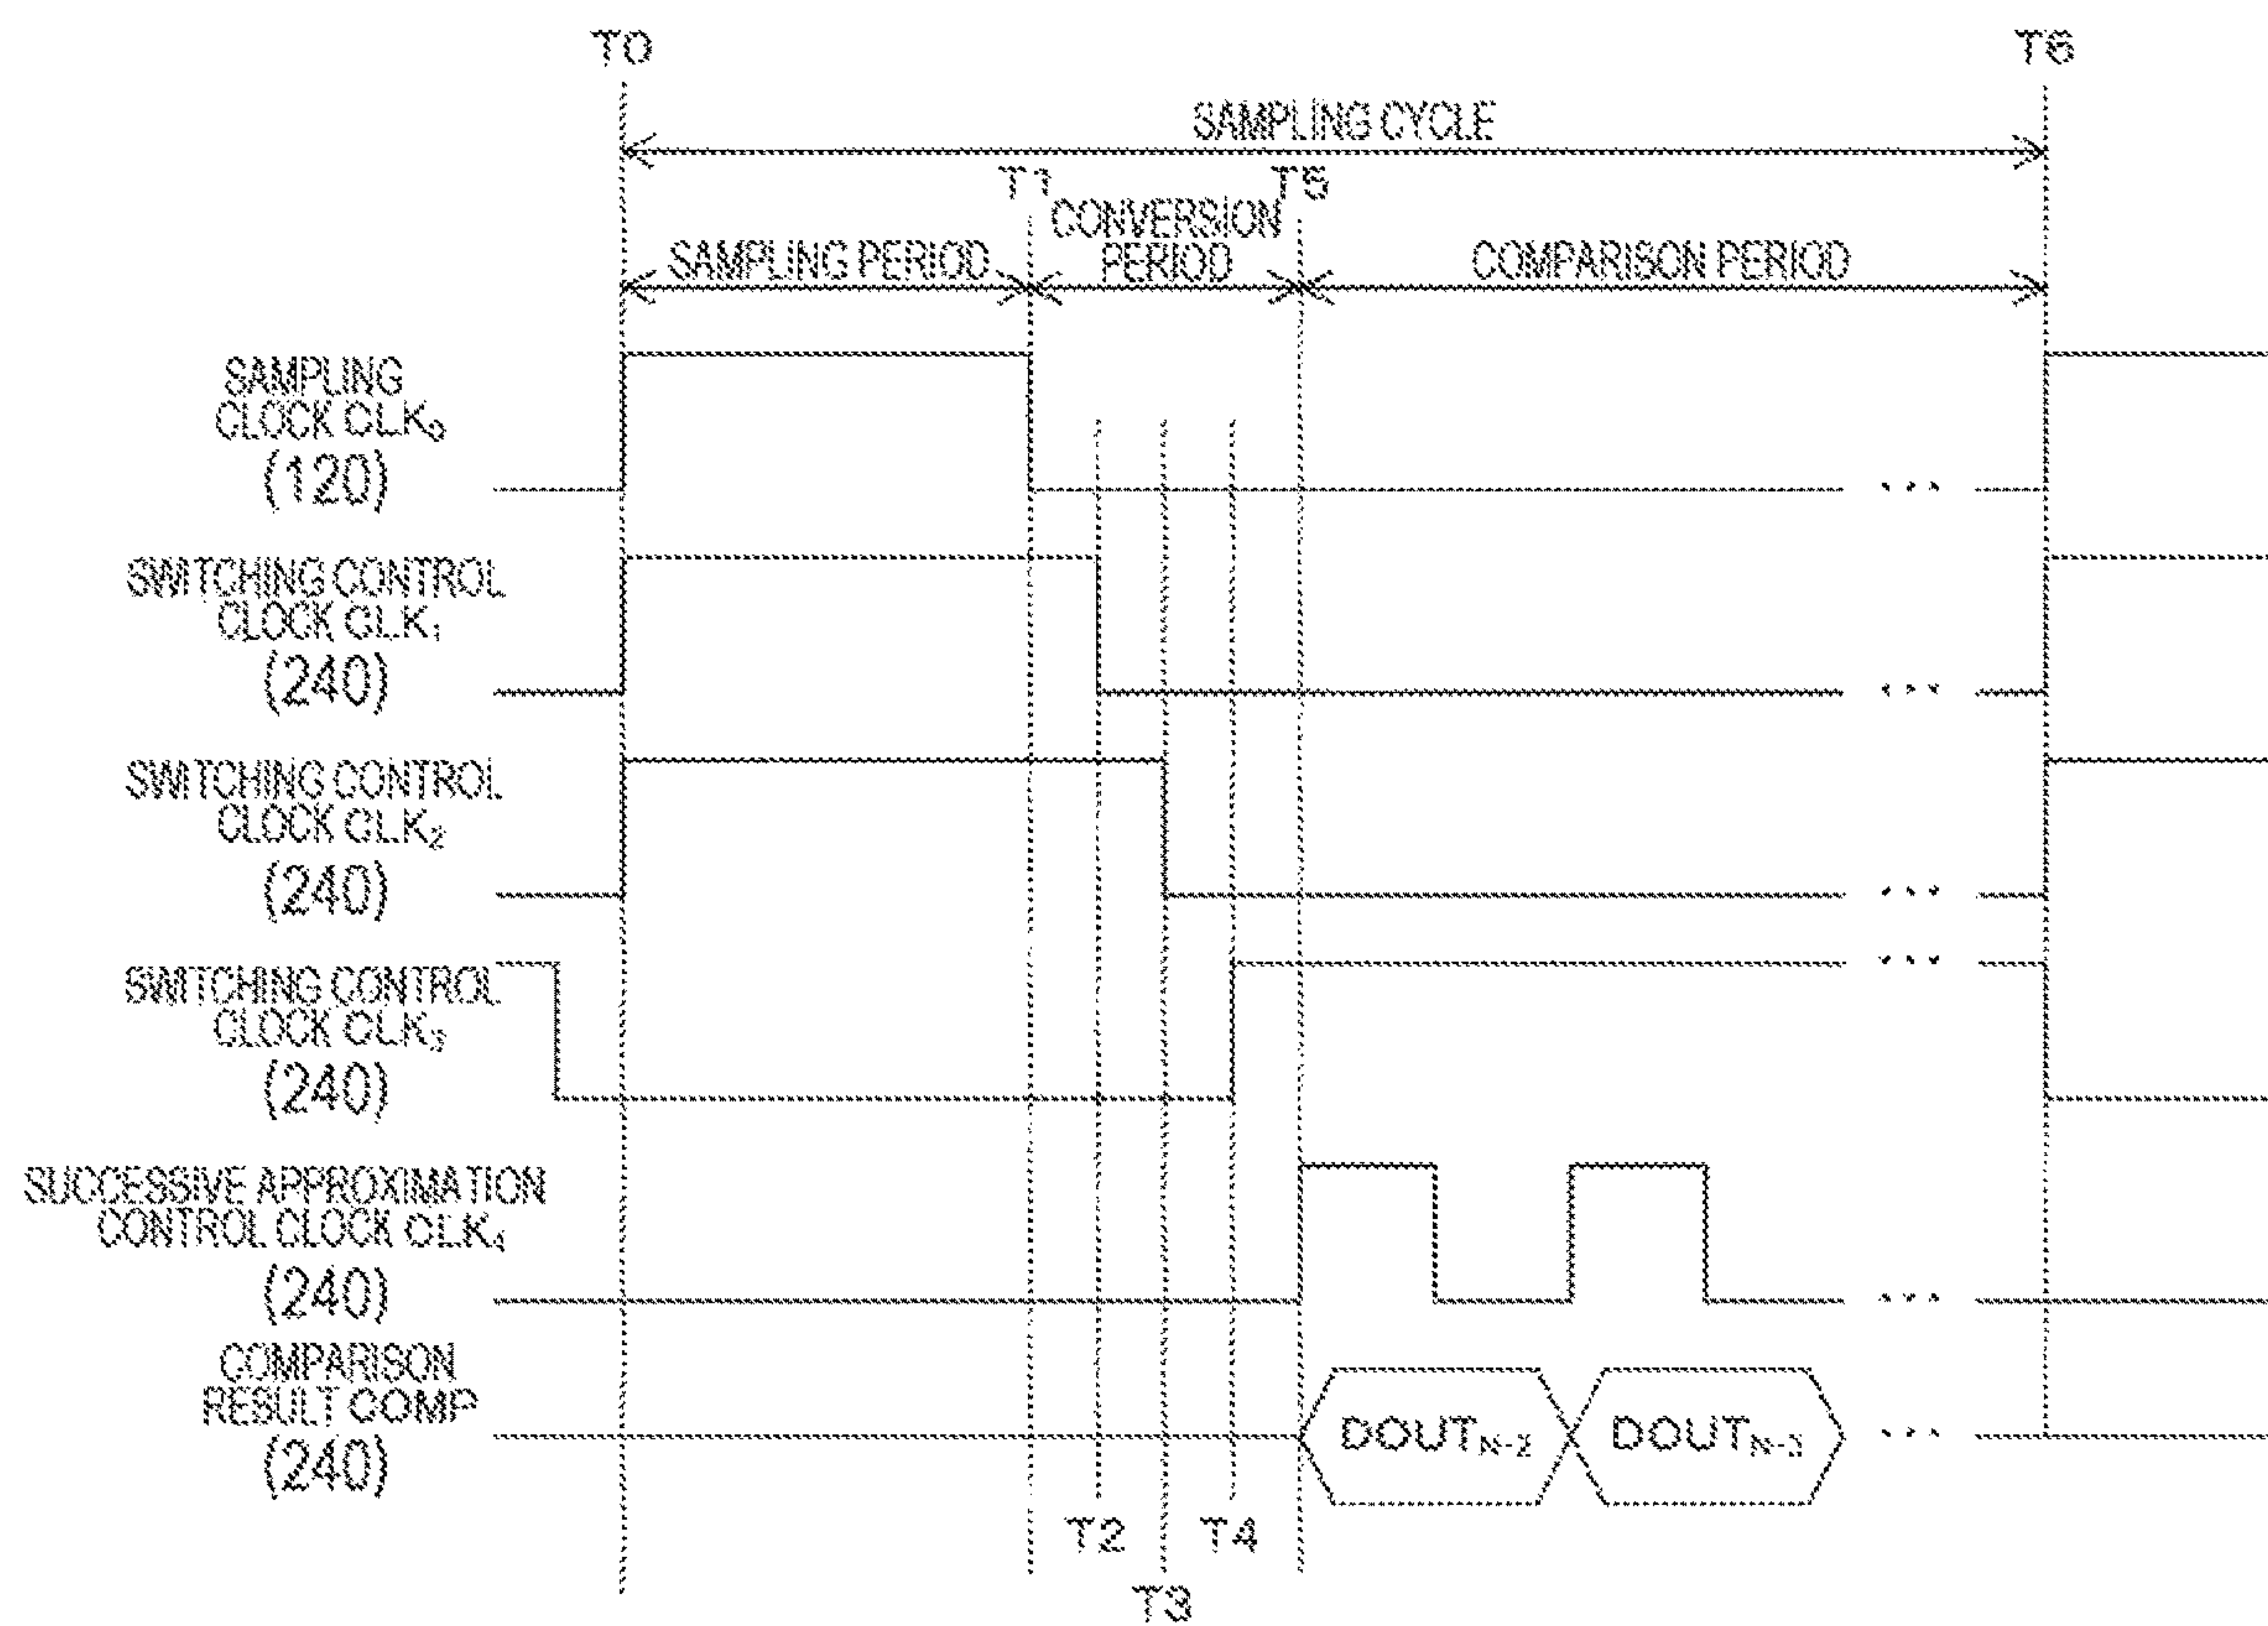 T0
T6
SAMPLING CYCLE
T1
T5
CONVERSION
PERIOD
SAMPLING PERIOD
COMPARISON PERIOD
SAMPLING
CLOCK CLK₀
(120)
...
SWITCHING CONTROL
CLOCK CLK₁
(240)
...
SWITCHING CONTROL
CLOCK CLK₂
(240)
...
SWITCHING CONTROL
CLOCK CLK₃
(240)
...
SUCCESSIVE APPROXIMATION
CONTROL CLOCK CLK₄
(240)
...
COMPARISON
RESULT COMP
(240)
DOUT_N-2
DOUT_N-3
...
T2
T4
T3